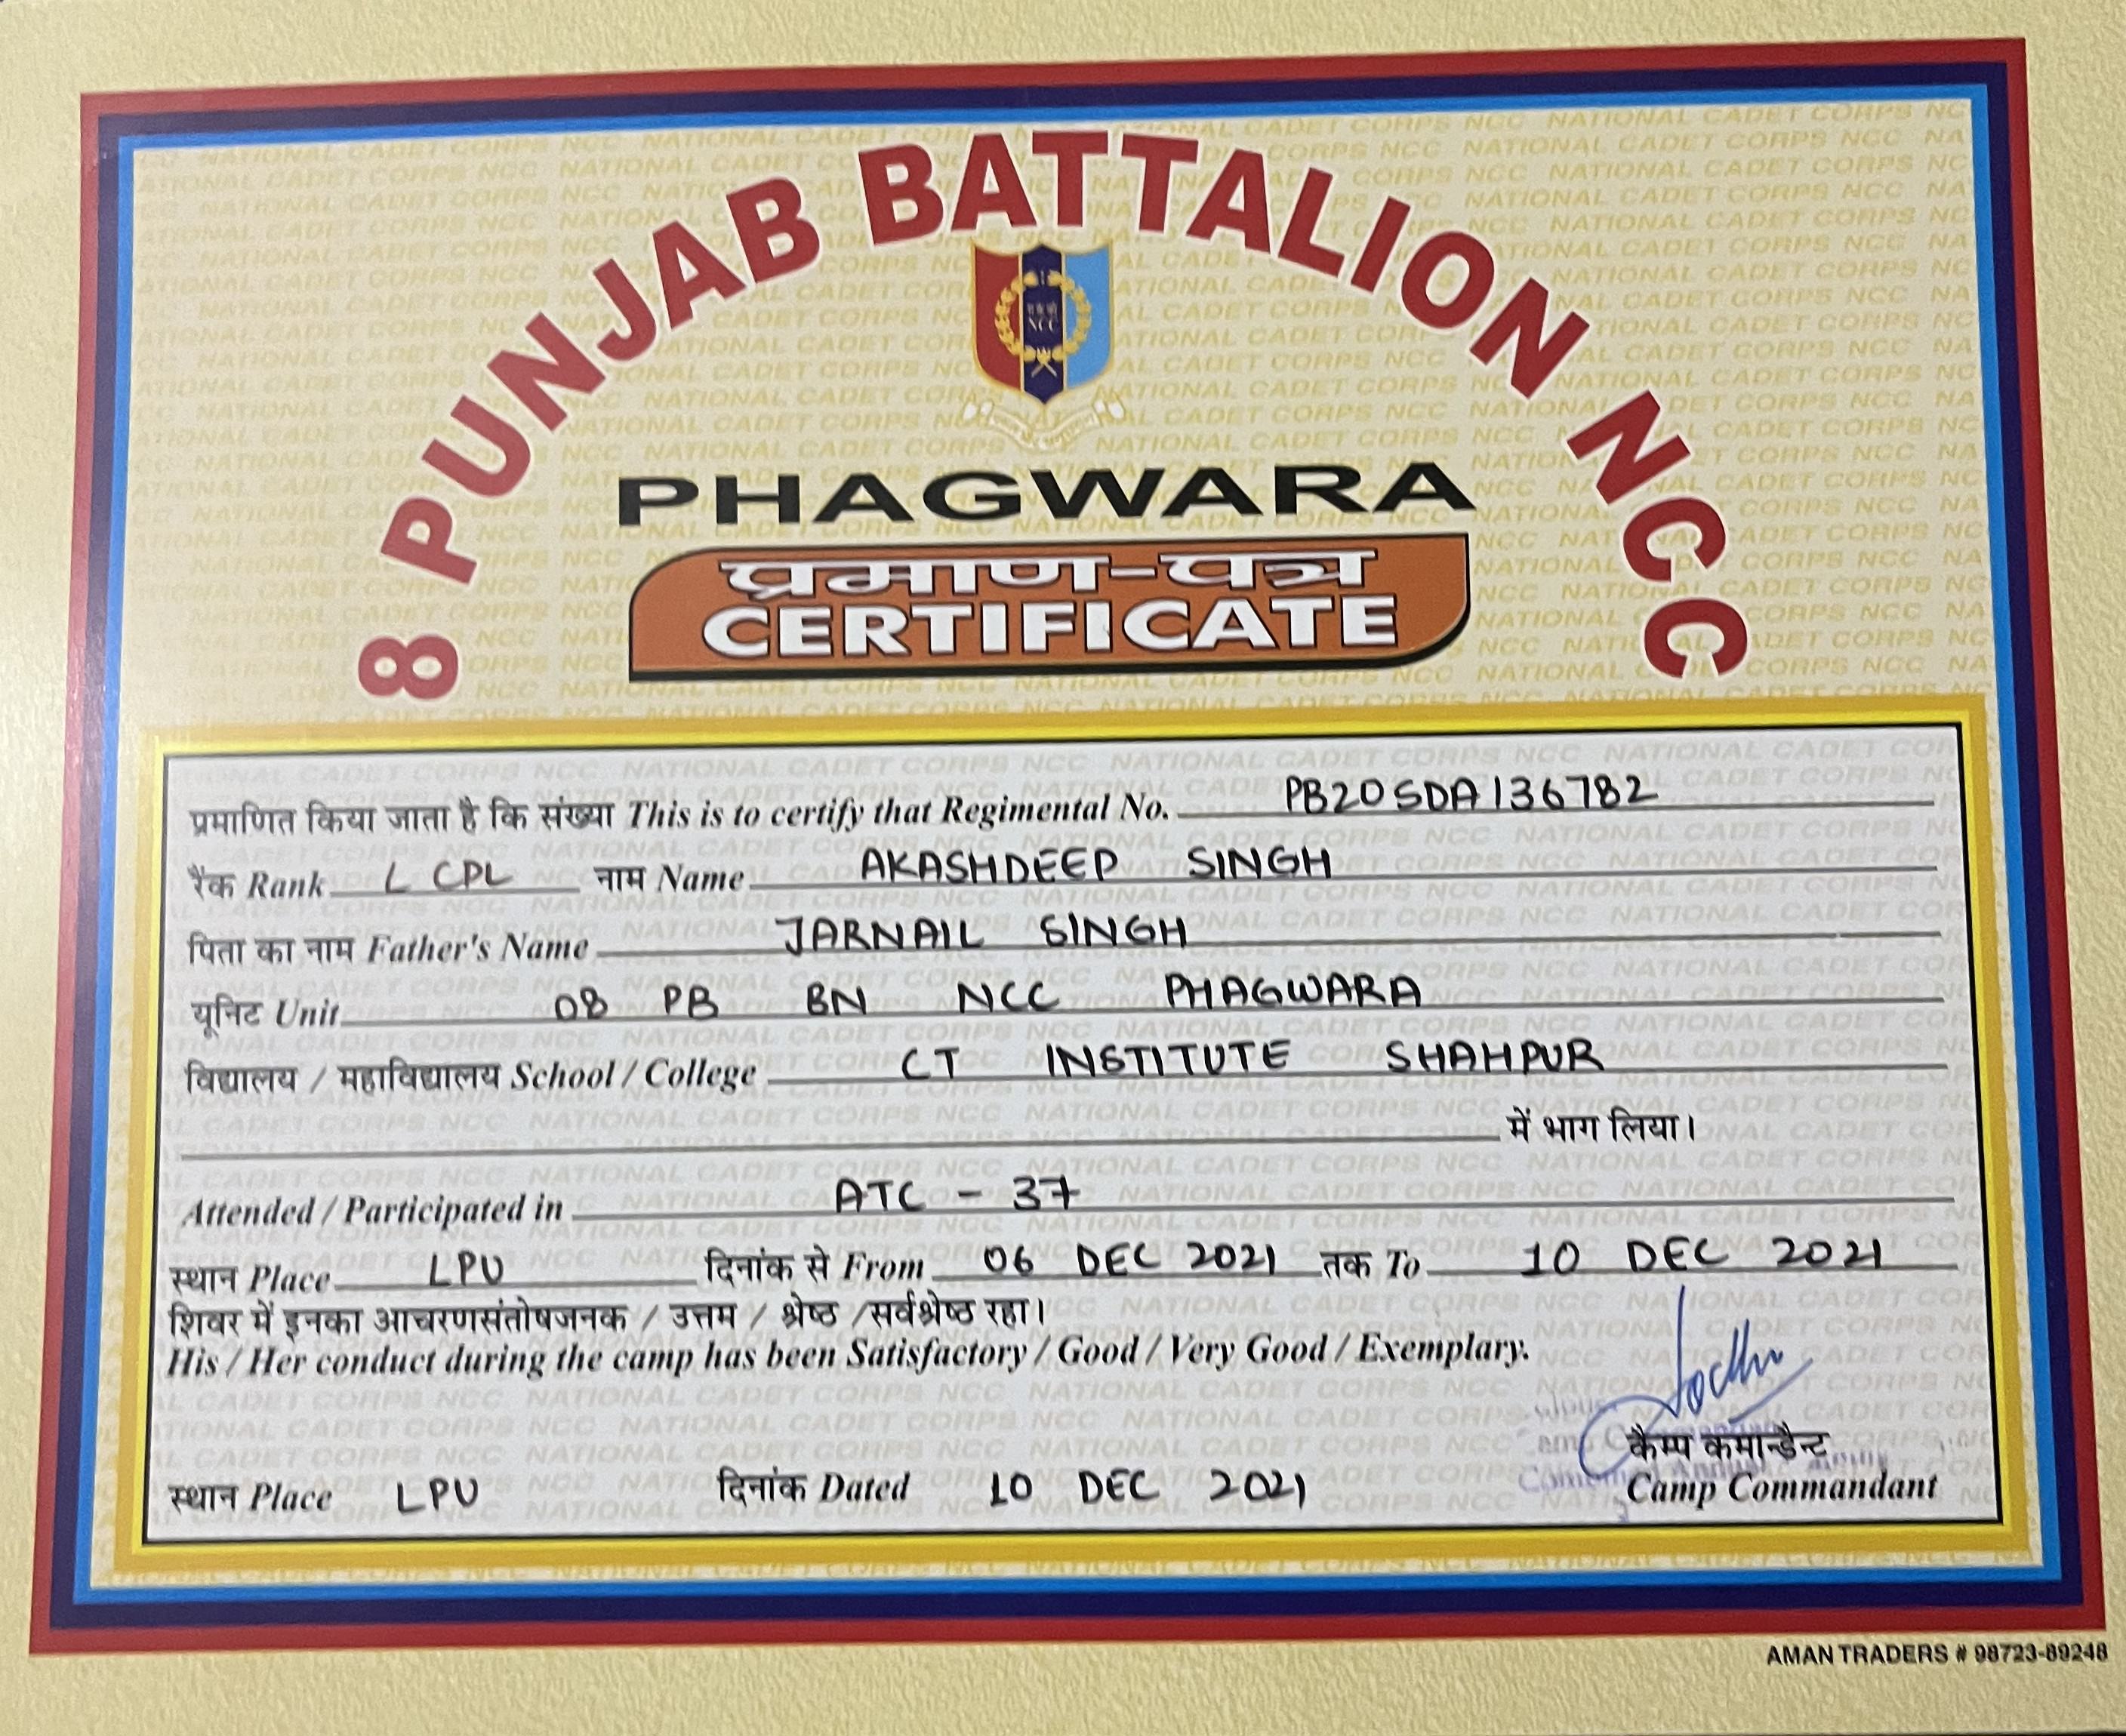 8 PUNJAB BATTALION NCC
NCC
PHAGWARA
प्रमाण-पत्र
CERTIFICATE
प्रमाणित किया जाता है कि संख्या This is to certify that Regimental No. PB20SDA136782
रैंक Rank L CPL नाम Name AKASHDEEP SINGH
पिता का नाम Father's Name JARNAIL SINGH
यूनिट Unit 08 PB BN NCC PHAGWARA
विद्यालय / महाविद्यालय School / College CT INSTITUTE SHAHPUR
में भाग लिया।
Attended / Participated in ATC - 37
स्थान Place LPU दिनांक से From 06 DEC 2021 तक To 10 DEC 2021
शिवर में इनका आचरणसंतोषजनक / उत्तम / श्रेष्ठ /सर्वश्रेष्ठ रहा।
His / Her conduct during the camp has been Satisfactory / Good / Very Good / Exemplary.
कैम्प कमान्डैन्ट
स्थान Place LPU दिनांक Dated 10 DEC 2021 Camp Commandant
AMAN TRADERS # 98723-89248